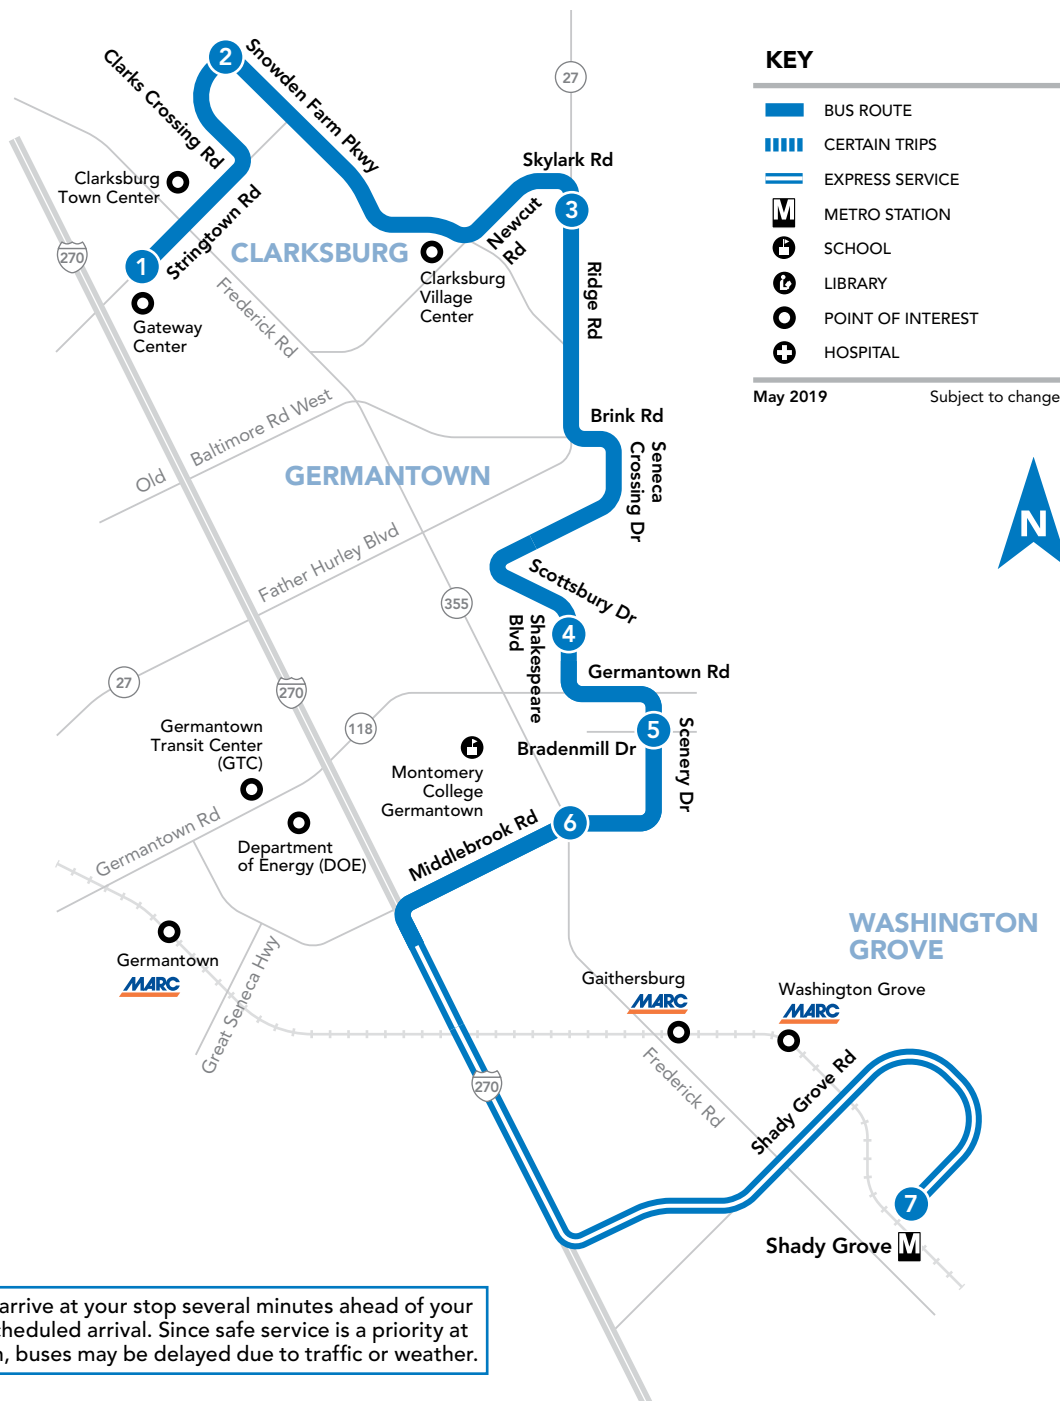 KEY
BUS ROUTE
CERTAIN TRIPS
EXPRESS SERVICE
M
METRO STATION
SCHOOL
LIBRARY
POINT OF INTEREST
HOSPITAL
May 2019
Subject to change
N
2
Clarks Crossing Rd
Snowden Farm Pkwy
27
Skylark Rd
Clarksburg
Town Center
3
Newcut
Rd
Stringtown Rd
CLARKSBURG
270
1
Clarksburg
Village
Center
Ridge Rd
Gateway
Center
Frederick Rd
Old
Baltimore Rd West
Brink Rd
Seneca
Crossing Dr
GERMANTOWN
Father Hurley Blvd
Scottsbury Dr
355
4
Shakespeare
Blvd
Germantown Rd
27
270
118
Germantown
Transit Center
(GTC)
5
Scenery Dr
Bradenmill Dr
Montomery
College
Germantown
Germantown Rd
Department
of Energy (DOE)
Middlebrook Rd
6
Germantown
MARC
Great Seneca Hwy
WASHINGTON
GROVE
Gaithersburg
MARC
Washington Grove
MARC
Frederick Rd
Shady Grove Rd
270
7
Shady Grove
M
arrive at your stop several minutes ahead of your
cheduled arrival. Since safe service is a priority at
, buses may be delayed due to traffic or weather.